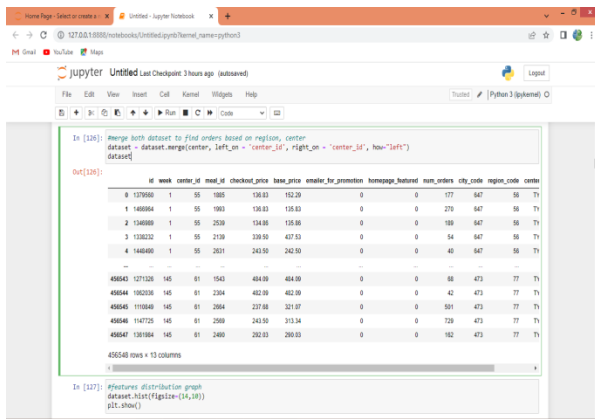 Home Page - Select or create a n
Untitled - Jupyter Notebook
127.0.0.1:8888/notebooks/Untitled.ipynb?kernel_name=python3
Gmail YouTube Maps
jupyter Untitled Last Checkpoint: 3 hours ago (autosaved)
Logout
File Edit View Insert Cell Kernel Widgets Help
Trusted Python 3 (ipykernel)
Run Code
In [126]: #merge both dataset to find orders based on regison, center
dataset = dataset.merge(center, left_on = 'center_id', right_on = 'center_id', how="left")
dataset
Out[126]:
id week center_id meal_id checkout_price base_price emailer_for_promotion homepage_featured num_orders city_code region_code center
0 1379560 1 55 1885 136.83 152.29 0 0 177 647 56 TY
1 1466964 1 55 1993 136.83 135.83 0 0 270 647 56 TY
2 1346989 1 55 2539 134.86 135.86 0 0 189 647 56 TY
3 1338232 1 55 2139 339.50 437.53 0 0 54 647 56 TY
4 1448490 1 55 2631 243.50 242.50 0 0 40 647 56 TY
... ... ... ... ... ... ... ... ... ... ... ...
456543 1271326 145 61 1543 484.09 484.09 0 0 68 473 77 TY
456544 1062036 145 61 2304 482.09 482.09 0 0 42 473 77 TY
456545 1110849 145 61 2664 237.68 321.07 0 0 501 473 77 TY
456546 1147725 145 61 2569 243.50 313.34 0 0 729 473 77 TY
456547 1361984 145 61 2490 292.03 290.03 0 0 162 473 77 TY
456548 rows × 13 columns
In [127]: #features distribution graph
dataset.hist(figsize=(14,10))
plt.show()